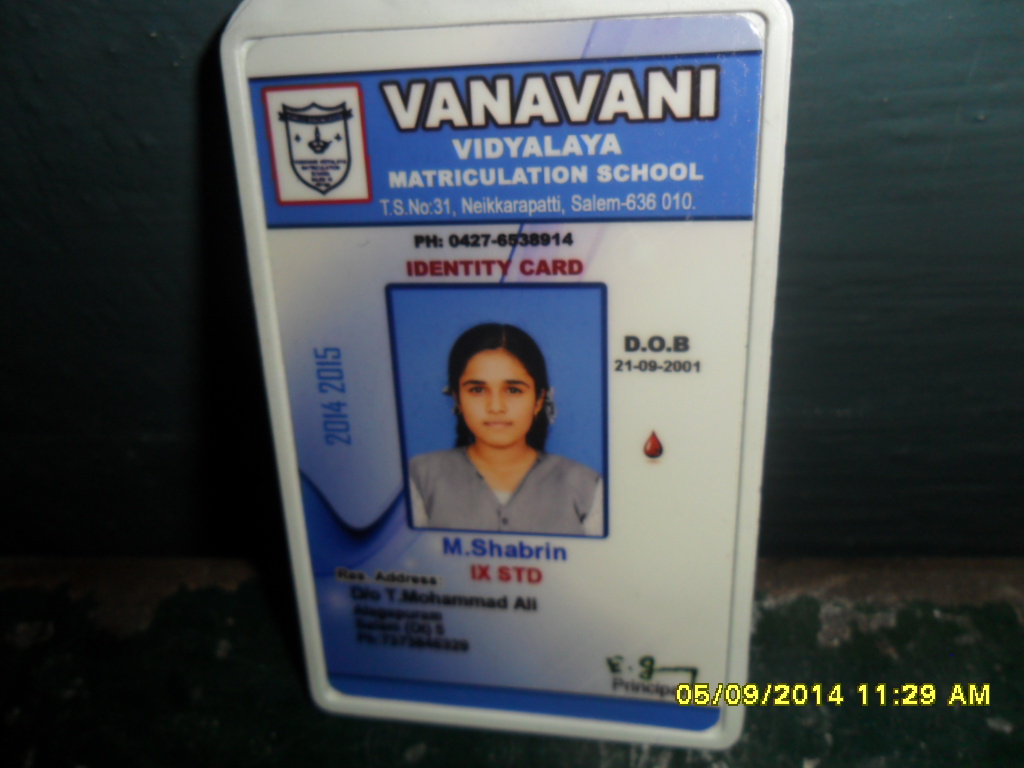 VANAVANI
VIDYALAYA
MATRICULATION SCHOOL
T.S.No:31, Neikkarapatti, Salem-636 010.
PH: 0427-6538914
IDENTITY CARD
2014 2015
D.O.B
21-09-2001
M.Shabrin
IX STD
Res. Address:
D/o T.Mohammad Ali
Alagapuram
Salem (Dt) 5
E. g
Principal
05/09/2014 11:29 AM